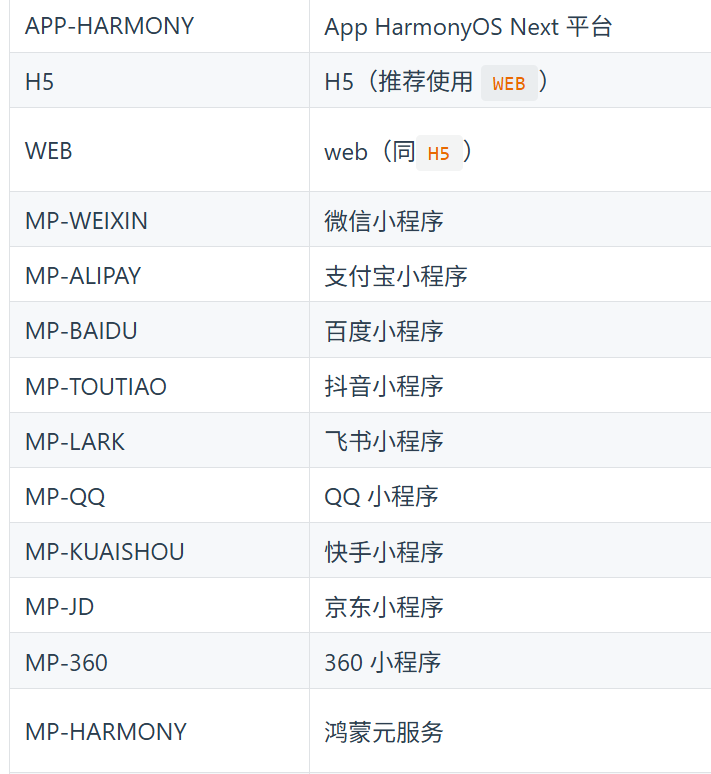 APP-HARMONY App HarmonyOS Next 平台
H5 H5（推荐使用 WEB）
WEB web（同 H5）
MP-WEIXIN 微信小程序
MP-ALIPAY 支付宝小程序
MP-BAIDU 百度小程序
MP-TOUTIAO 抖音小程序
MP-LARK 飞书小程序
MP-QQ QQ 小程序
MP-KUAISHOU 快手小程序
MP-JD 京东小程序
MP-360 360 小程序
MP-HARMONY 鸿蒙元服务